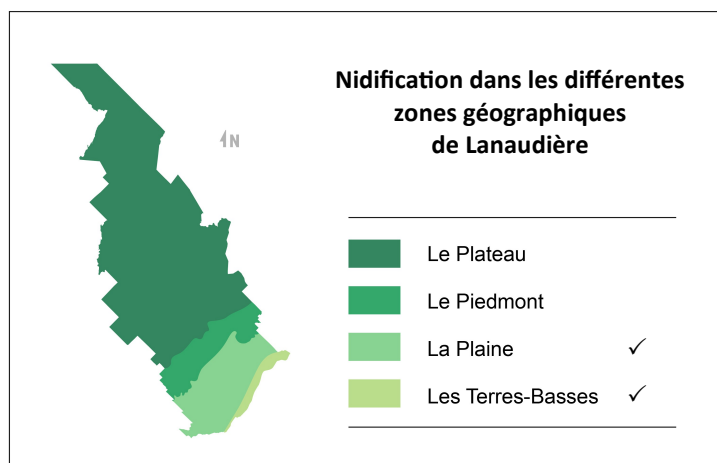 Nidification dans les différentes
zones géographiques
de Lanaudière
N
Le Plateau
Le Piedmont
La Plaine ✓
Les Terres-Basses ✓